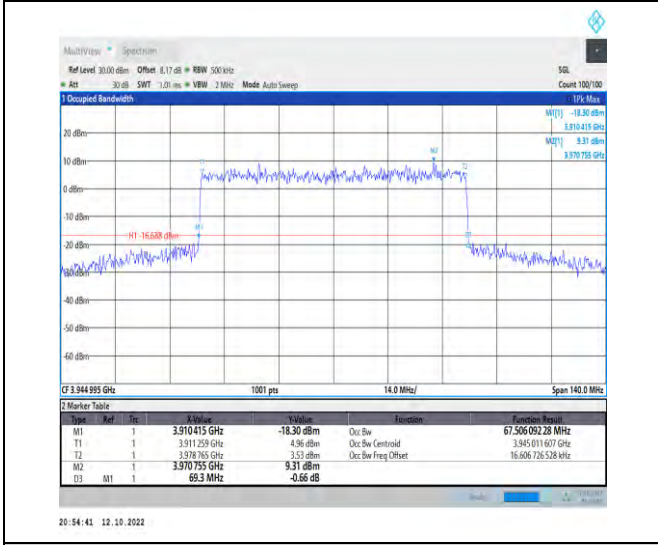 MultiView Spectrum
Ref Level 30.00 dBm Offset 8.17 dB RBW 500 kHz SGL
Att 30 dB SWT 1.01 ms VBW 2 MHz Mode Auto Sweep Count 100/100
1 Occupied Bandwidth 1Pk Max
M1[1] -18.30 dBm
3.910 415 GHz
20 dBm
M2[1] 9.31 dBm
3.970 755 GHz
M2
10 dBm
0 dBm
-10 dBm
M1
H1 -16.688 dBm
-20 dBm
-30 dBm
-40 dBm
-50 dBm
-60 dBm
CF 3.944 995 GHz 1001 pts 14.0 MHz/ Span 140.0 MHz
2 Marker Table
Type Ref Trc X-Value Y-Value Function Function Result
M1 1 3.910 415 GHz -18.30 dBm Occ Bw 67.506 092 28 MHz
T1 1 3.911 259 GHz 4.96 dBm Occ Bw Centroid 3.945 011 607 GHz
T2 1 3.978 765 GHz 3.53 dBm Occ Bw Freq Offset 16.606 726 528 kHz
M2 1 3.970 755 GHz 9.31 dBm
D3 M1 1 69.3 MHz -0.66 dB
20:54:41 12.10.2022